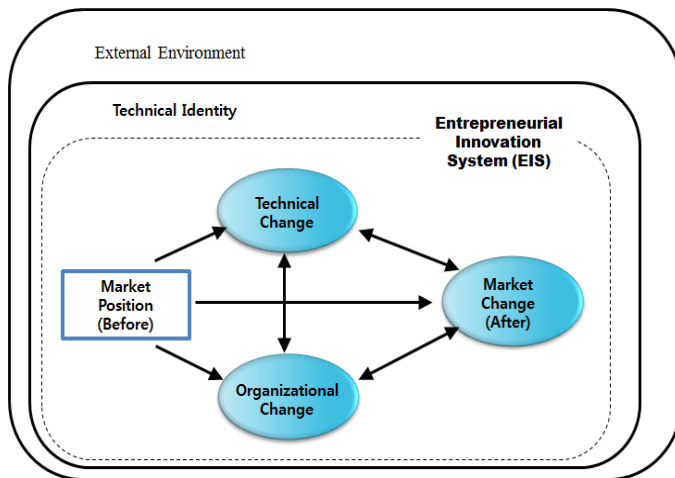 External Environment
Technical Identity
Entrepreneurial
Innovation
System (EIS)
Technical
Change
Market
Position
(Before)
Market
Change
(After)
Organizational
Change